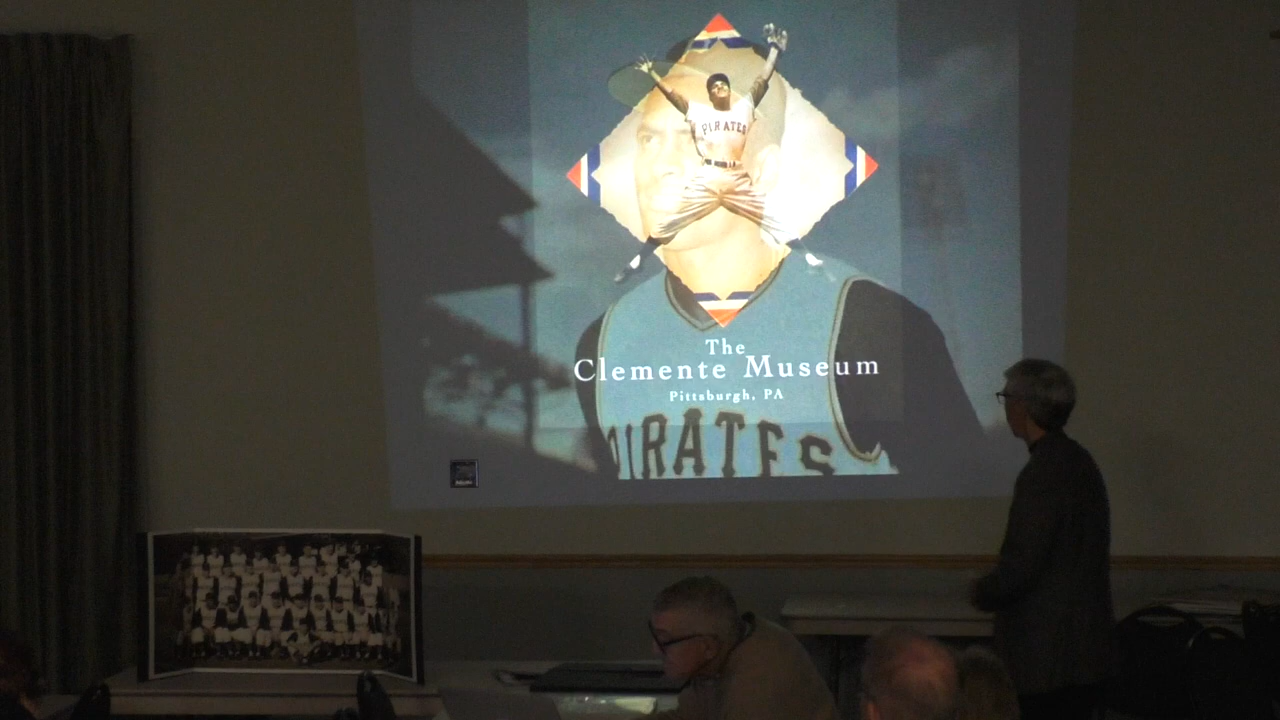 PIRATES
The
Clemente Museum
Pittsburgh, PA
PIRATES